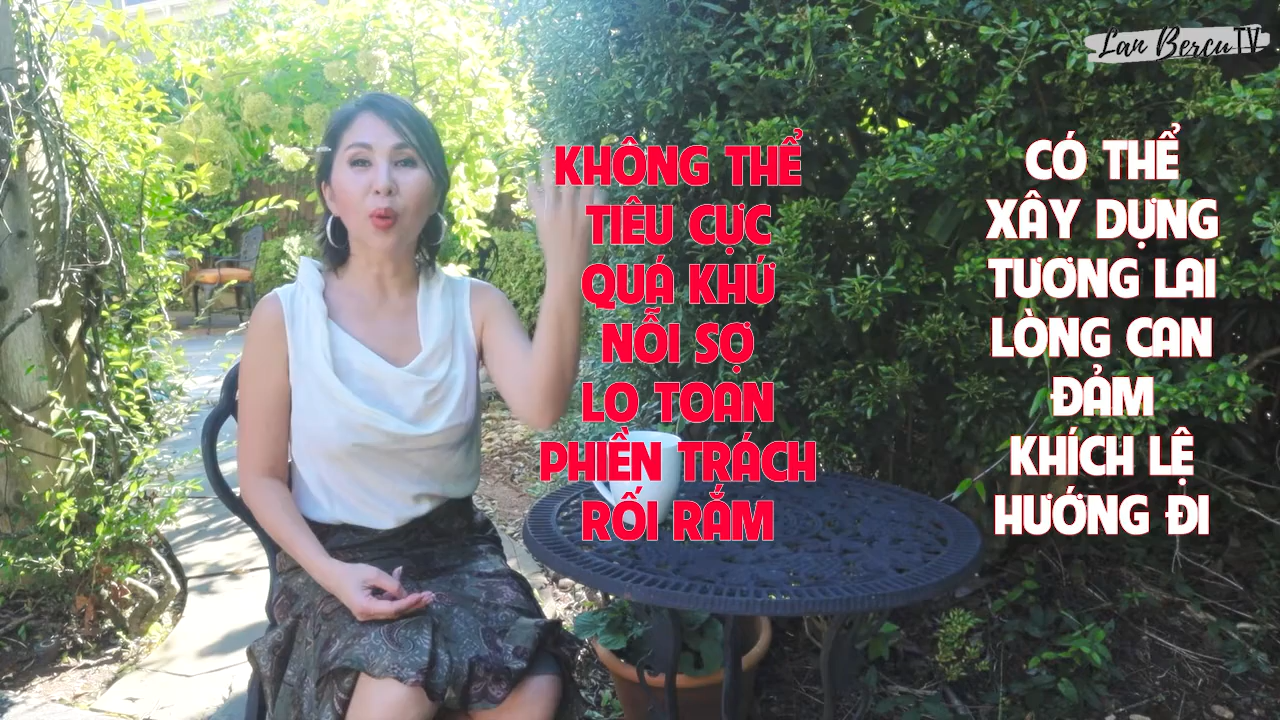 Lan Bercu TV
KHÔNG THỂ
TIÊU CỰC
QUÁ KHỨ
NỖI SỢ
LO TOAN
PHIỀN TRÁCH
RỐI RẮM
CÓ THỂ
XÂY DỰNG
TƯƠNG LAI
LÒNG CAN
ĐẢM
KHÍCH LỆ
HƯỚNG ĐI